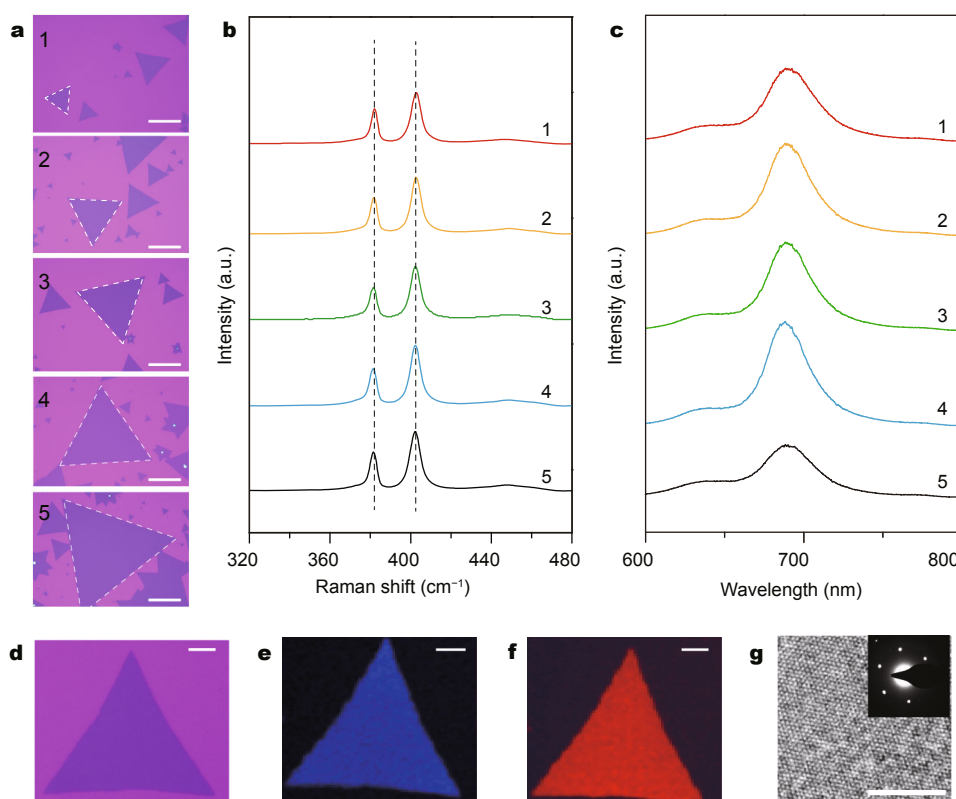 a
1
2
3
4
5
b
Intensity (a.u.)
1
2
3
4
5
320 360 400 440 480
Raman shift (cm⁻¹)
c
Intensity (a.u.)
1
2
3
4
5
600 700 800
Wavelength (nm)
d
e
f
g